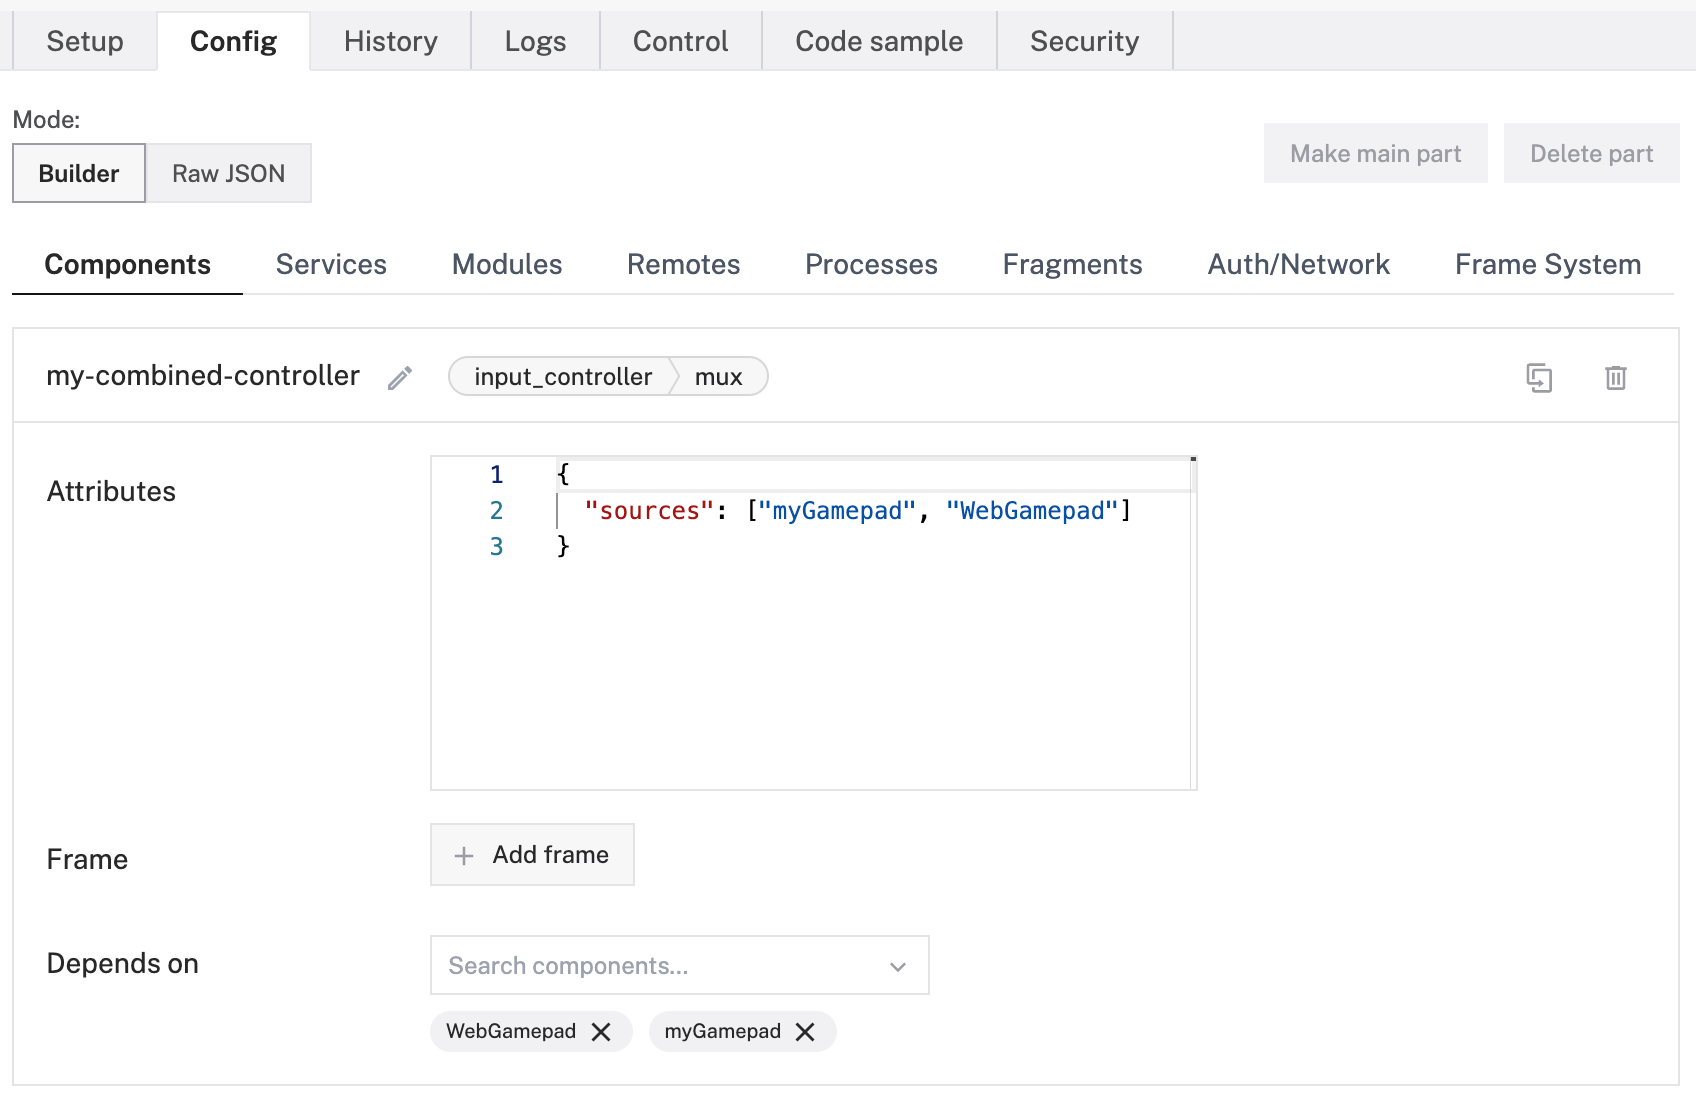 Setup Config History Logs Control Code sample Security
Mode:
Builder Raw JSON Make main part Delete part
Components Services Modules Remotes Processes Fragments Auth/Network Frame System
my-combined-controller input_controller mux
Attributes
1 {
2 "sources": ["myGamepad", "WebGamepad"]
3 }
Frame Add frame
Depends on Search components...
WebGamepad myGamepad